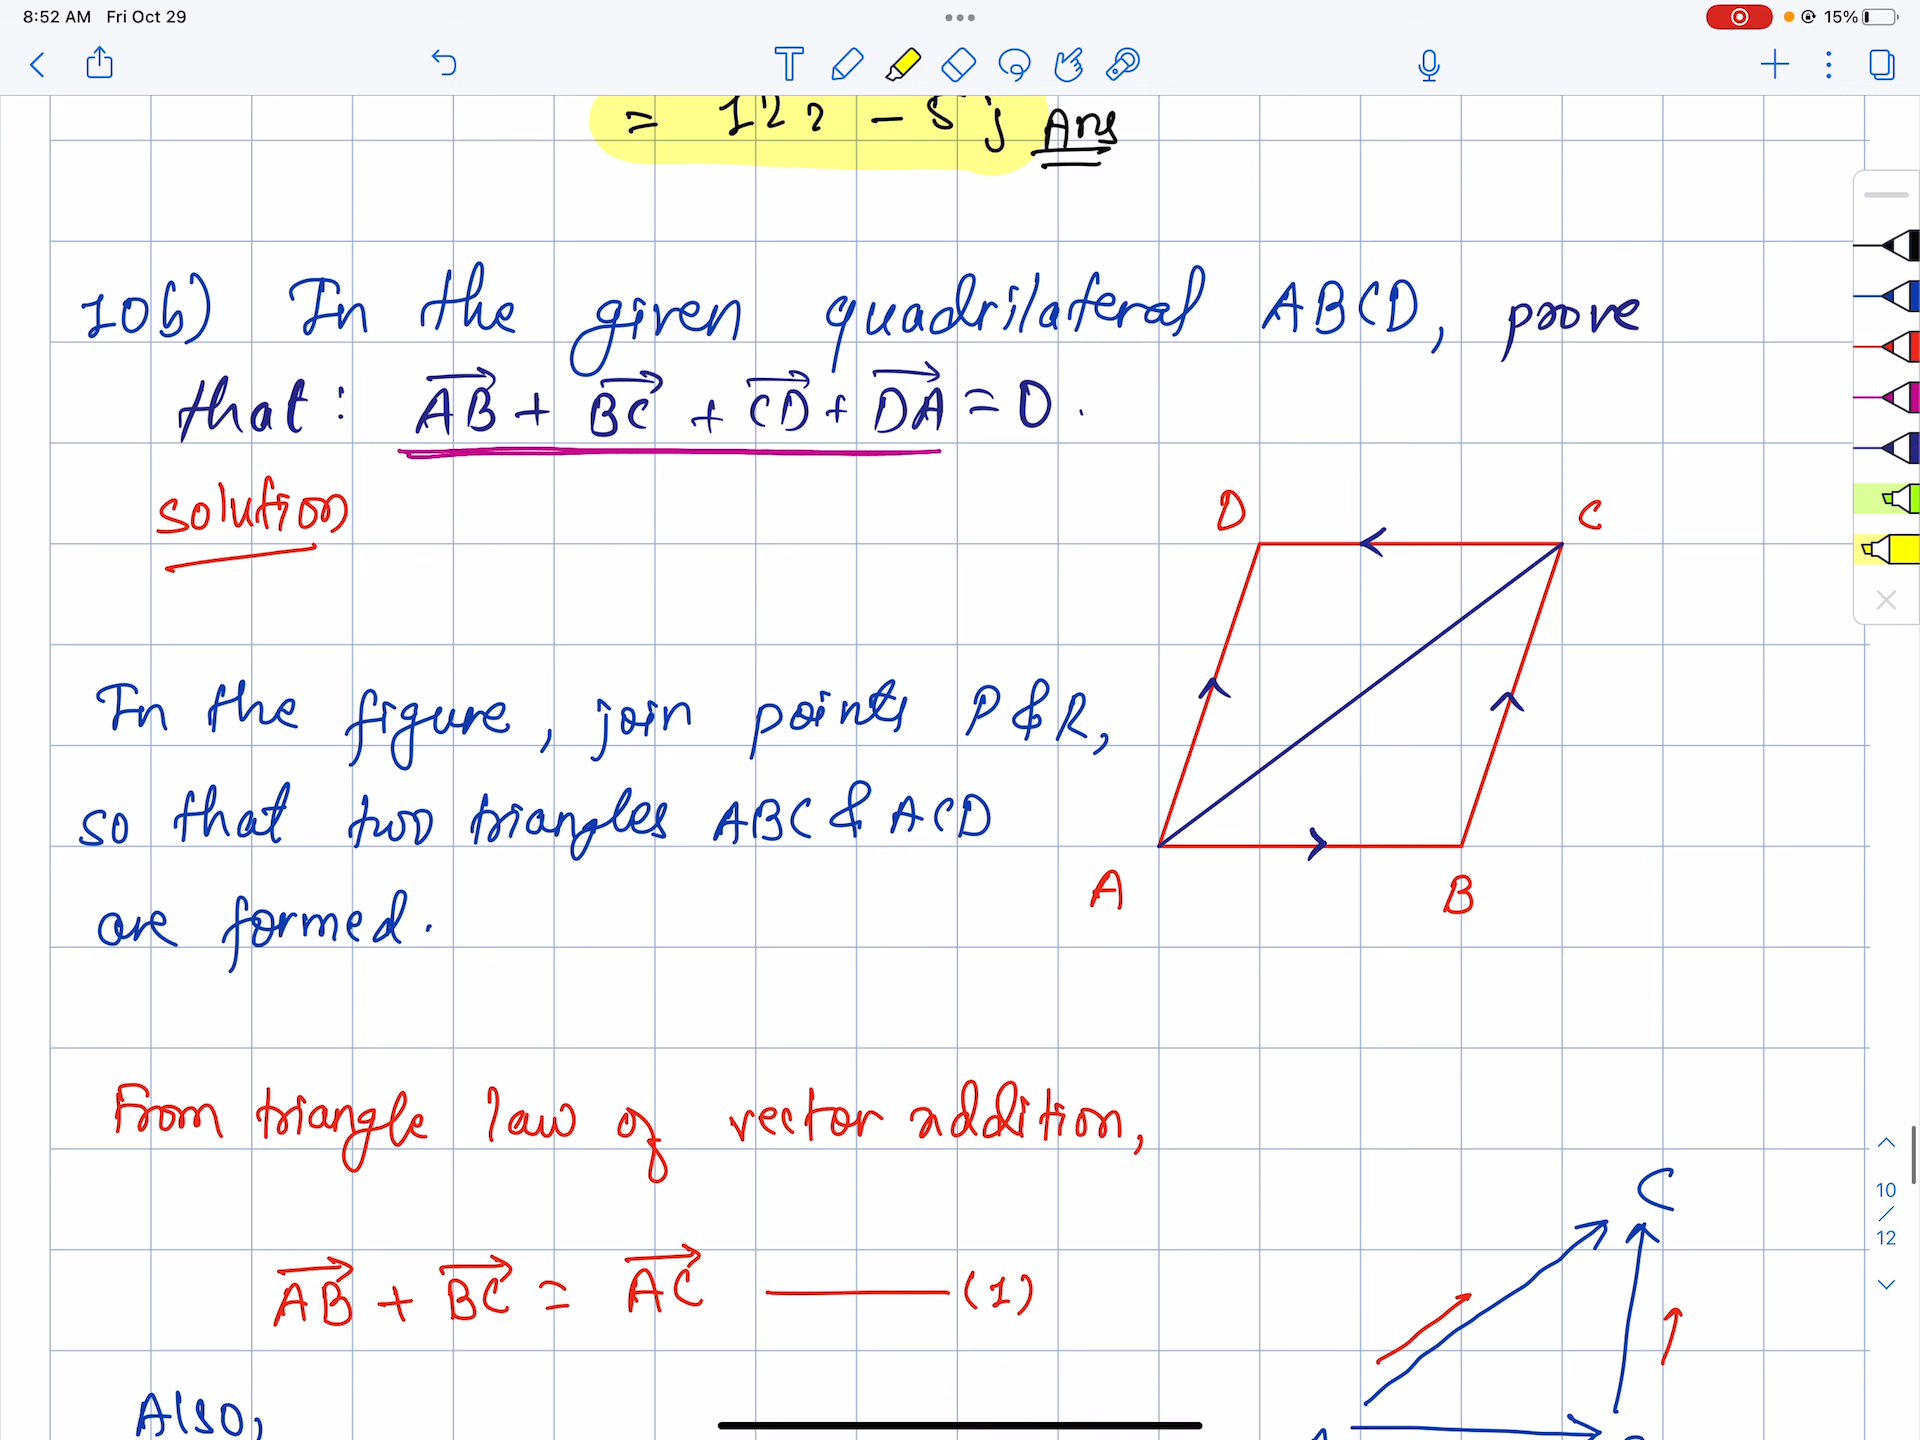 8:52 AM Fri Oct 29
15%
= 12 - 5j Ans
10b) In the given quadrilateral ABCD, prove
that: AB + BC + CD + DA = 0.
solution
D C
In the figure, join points P & R,
so that two triangles ABC & ACD
A B
are formed.
From triangle law of vector addition,
C
10
/
12
AB + BC = AC (1)
Also,